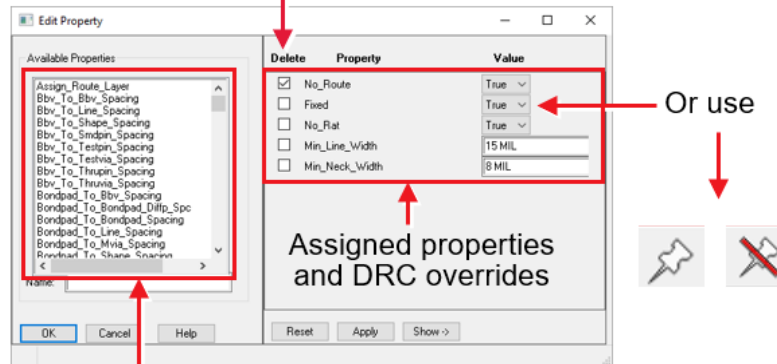 Edit Property
Available Properties
Assign_Route_Layer
Bbv_To_Bbv_Spacing
Bbv_To_Line_Spacing
Bbv_To_Shape_Spacing
Bbv_To_Smdpin_Spacing
Bbv_To_Testpin_Spacing
Bbv_To_Testvia_Spacing
Bbv_To_Thrupin_Spacing
Bbv_To_Thruvia_Spacing
Bondpad_To_Bbv_Spacing
Bondpad_To_Bondpad_Diffp_Spc
Bondpad_To_Bondpad_Spacing
Bondpad_To_Line_Spacing
Bondpad_To_Mvia_Spacing
Bondpad_To_Shape_Spacing
Name:
OK Cancel Help
Delete Property Value
No_Route True
Fixed True
No_Rat True
Min_Line_Width 15 MIL
Min_Neck_Width 8 MIL
Assigned properties
and DRC overrides
Reset Apply Show ->
Or use